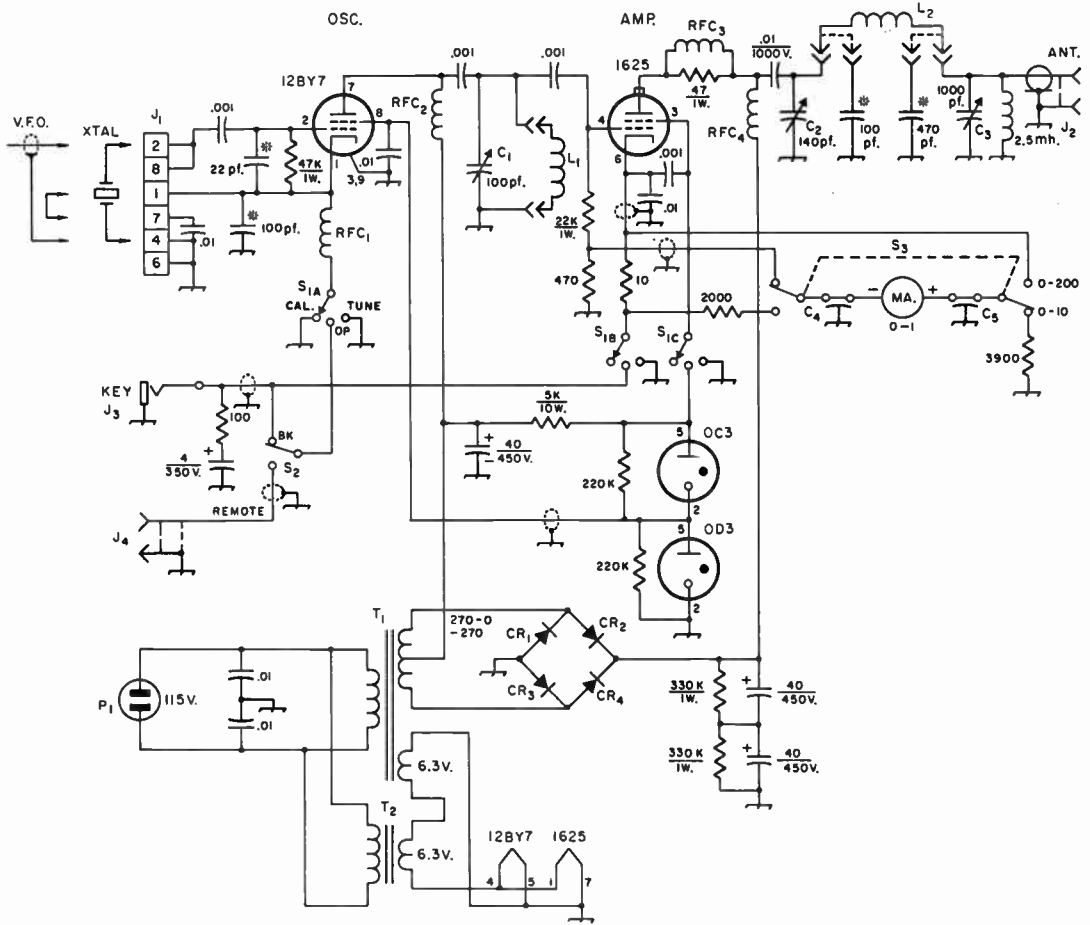 OSC.
AMP.
L2
RFC3
.01
1000V.
ANT.
12BY7
.001
.001
1625
47
1W.
1000
pf.
V.F.O.
XTAL
J1
.001
7
RFC2
RFC4
C2
140pf.
*
100
pf.
*
470
pf.
C3
2.5mh.
J2
2
8
1
7
4
6
22 pf.
*
47K
1W.
2
8
1
3,9
.01
C1
100pf.
L1
4
3
6
.001
.01
.01
*
100pf.
RFC1
22K
1W.
470
10
S3
S1A
CAL.
TUNE
OP
2000
S1B
S1C
C4
-
MA.
+
0-1
C5
0-200
0-10
3900
KEY
J3
100
BK
S2
+
4
350V.
REMOTE
J4
5K
10W.
+
-
40
450V.
220K
5
OC3
2
5
OD3
2
220K
T1
270-0
-270
CR1
CR2
CR3
CR4
P1
115V.
.01
.01
330K
1W.
+
40
450V.
330K
1W.
+
40
450V.
6.3V.
T2
6.3V.
12BY7
1625
4
5
1
7